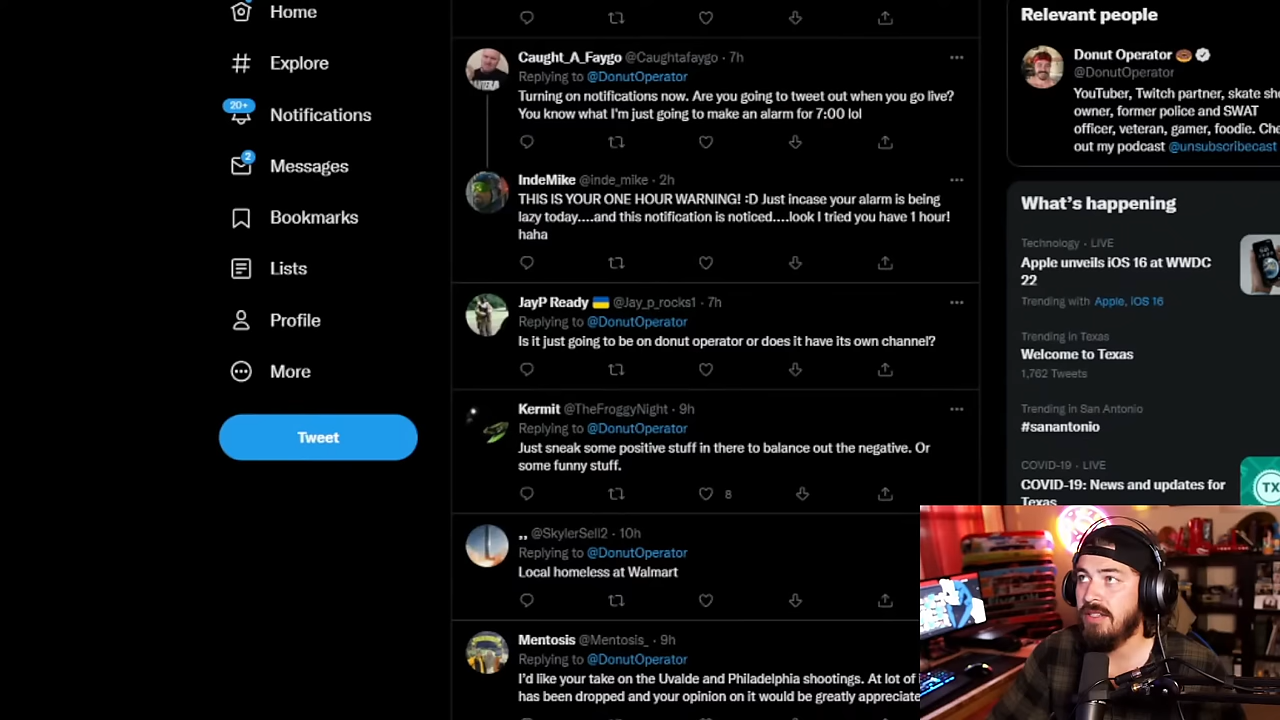 Home
Explore
20+
Notifications
2
Messages
Bookmarks
Lists
Profile
More
Tweet
Caught_A_Faygo @Caughtafaygo · 7h
Replying to @DonutOperator
Turning on notifications now. Are you going to tweet out when you go live?
You know what I'm just going to make an alarm for 7:00 lol
IndeMike @inde_mike · 2h
THIS IS YOUR ONE HOUR WARNING! :D Just incase your alarm is being
lazy today....and this notification is noticed....look I tried you have 1 hour!
haha
JayP Ready 🇺🇦 @Jay_p_rocks1 · 7h
Replying to @DonutOperator
Is it just going to be on donut operator or does it have its own channel?
Kermit @TheFroggyNight · 9h
Replying to @DonutOperator
Just sneak some positive stuff in there to balance out the negative. Or
some funny stuff.
8
,, @SkylerSell2 · 10h
Replying to @DonutOperator
Local homeless at Walmart
Mentosis @Mentosis_ · 9h
Replying to @DonutOperator
I'd like your take on the Uvalde and Philadelphia shootings. At lot of
has been dropped and your opinion on it would be greatly appreciate
Relevant people
Donut Operator 🍩
@DonutOperator
YouTuber, Twitch partner, skate sh
owner, former police and SWAT
officer, veteran, gamer, foodie. Che
out my podcast @unsubscribecast
What's happening
Technology · LIVE
Apple unveils iOS 16 at WWDC
22
Trending with Apple, iOS 16
Trending in Texas
Welcome to Texas
1,762 Tweets
Trending in San Antonio
#sanantonio
COVID-19 · LIVE
COVID-19: News and updates for
Texas
TX